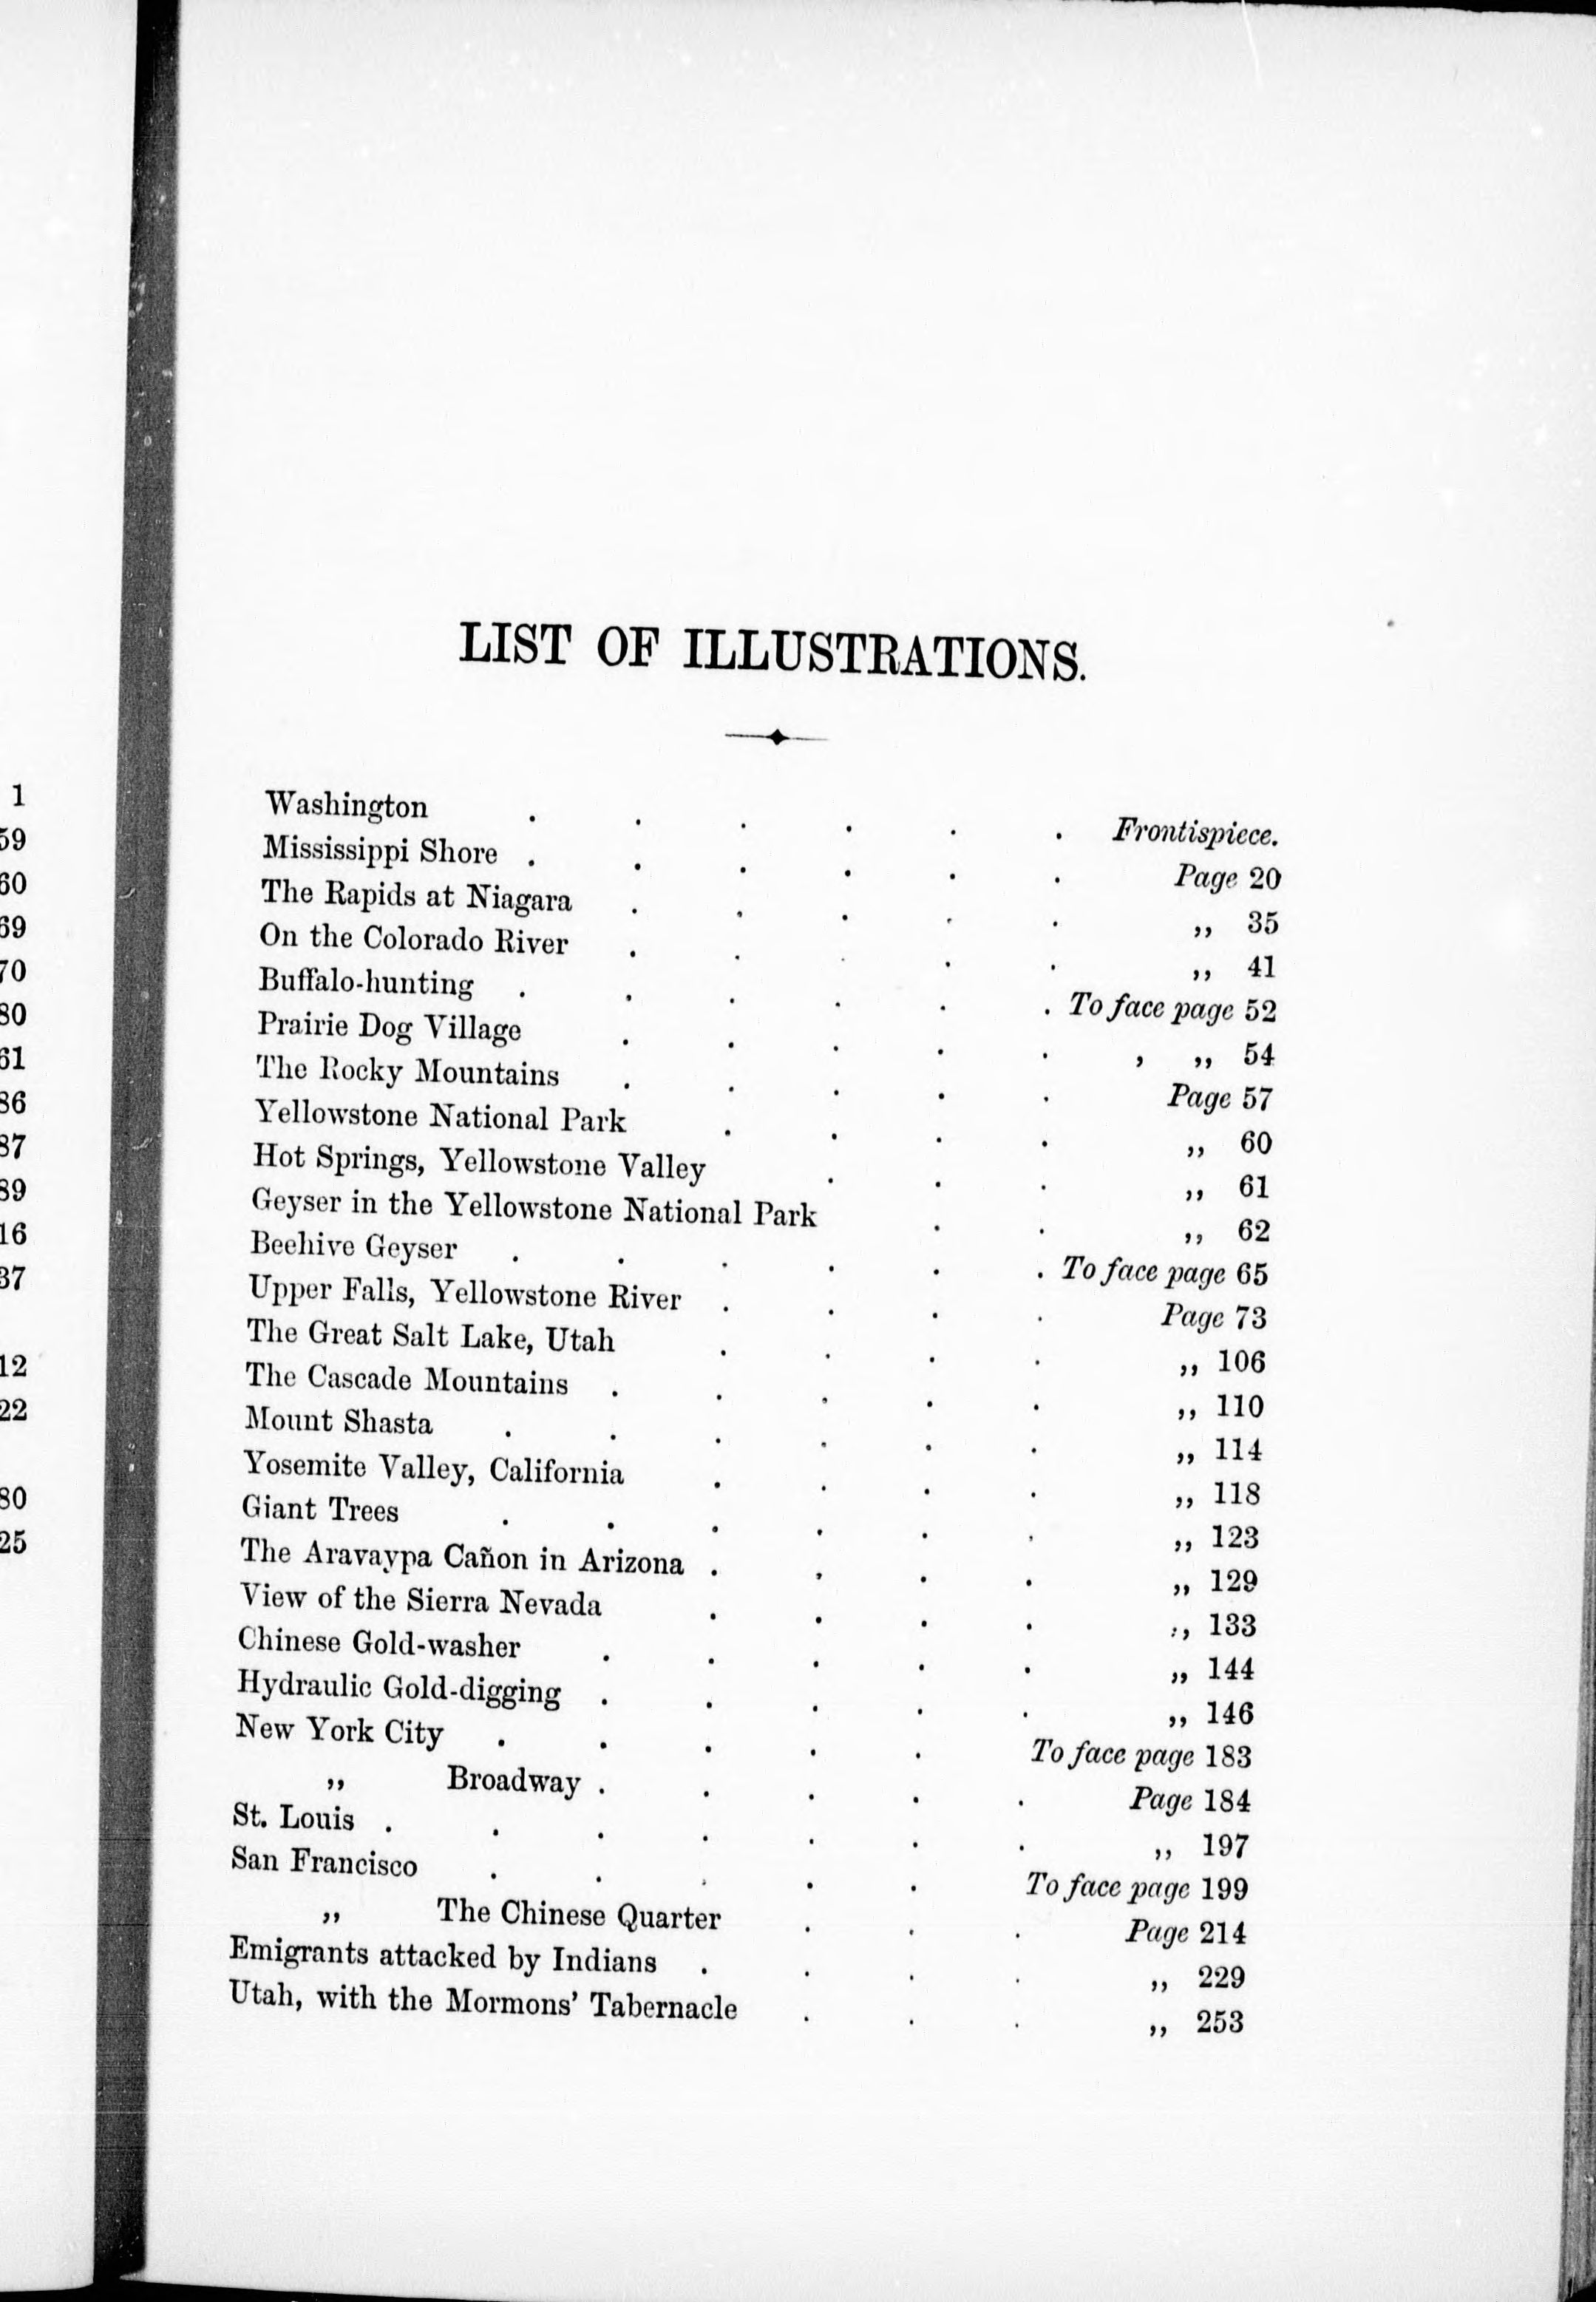 LIST OF ILLUSTRATIONS.
Washington . . . . . . Frontispiece.
Mississippi Shore . . . . . . Page 20
The Rapids at Niagara . . . . . ,, 35
On the Colorado River . . . . . ,, 41
Buffalo-hunting . . . . . . To face page 52
Prairie Dog Village . . . . . , ,, 54
The Rocky Mountains . . . . . Page 57
Yellowstone National Park . . . . ,, 60
Hot Springs, Yellowstone Valley . . . ,, 61
Geyser in the Yellowstone National Park . . ,, 62
Beehive Geyser . . . . . . To face page 65
Upper Falls, Yellowstone River . . . . Page 73
The Great Salt Lake, Utah . . . . ,, 106
The Cascade Mountains . . . . . ,, 110
Mount Shasta . . . . . . ,, 114
Yosemite Valley, California . . . . ,, 118
Giant Trees . . . . . . ,, 123
The Aravaypa Cañon in Arizona . . . . ,, 129
View of the Sierra Nevada . . . . ,, 133
Chinese Gold-washer . . . . . ,, 144
Hydraulic Gold-digging . . . . . ,, 146
New York City . . . . . To face page 183
,, Broadway . . . . . Page 184
St. Louis . . . . . . . ,, 197
San Francisco . . . . . To face page 199
,, The Chinese Quarter . . . Page 214
Emigrants attacked by Indians . . . . ,, 229
Utah, with the Mormons' Tabernacle . . . ,, 253